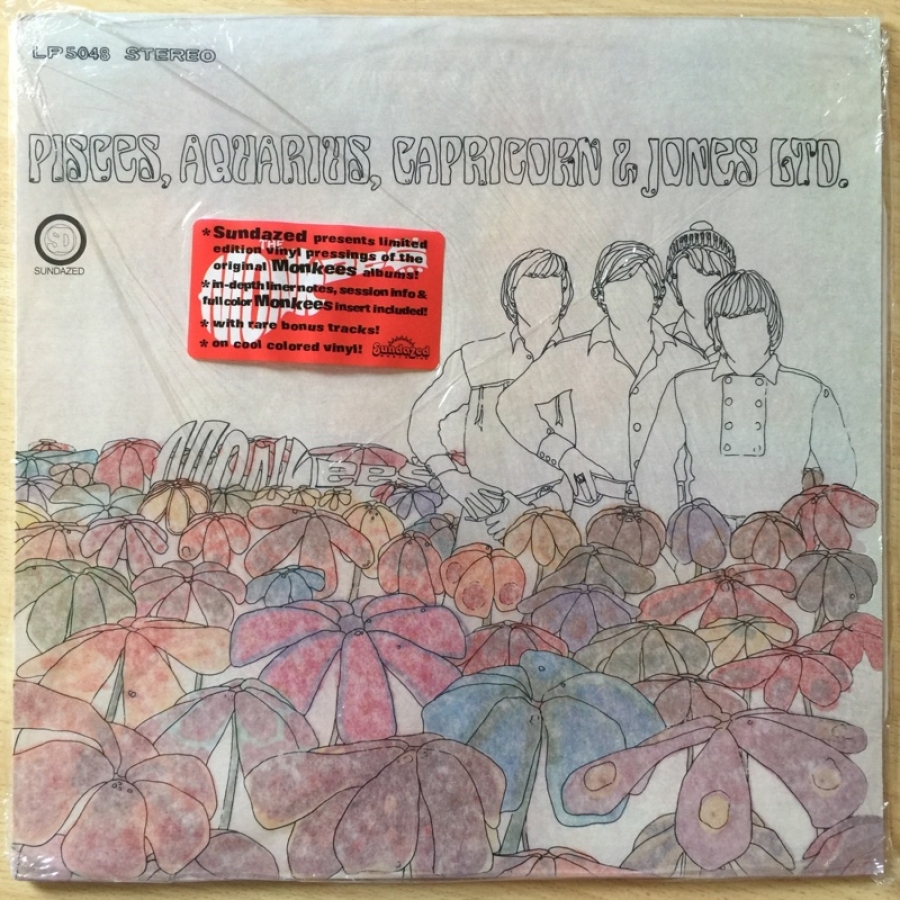 LP 5048 STEREO
PISCES, AQUARIUS, CAPRICORN & JONES LTD.
SD
SUNDAZED
THE
*Sundazed presents limited
edition vinyl pressings of the
original Monkees albums!
*in-depth liner notes, session info &
full color Monkees insert included!
* with rare bonus tracks!
* on cool colored vinyl! Sundazed
MONKEES